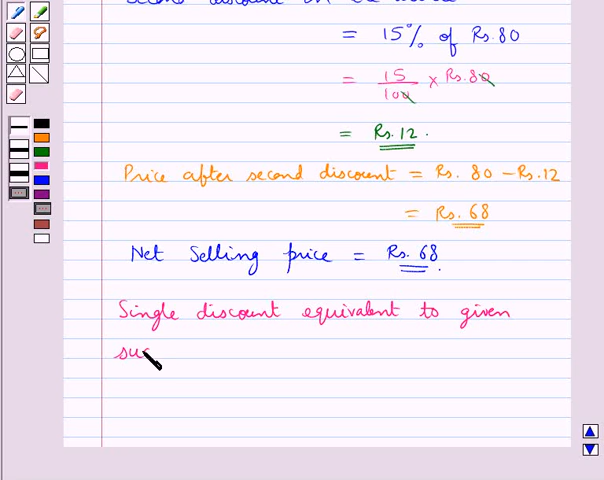 = 15% of Rs. 80
= 15/100 × Rs. 80
= Rs. 12.
Price after second discount = Rs. 80 - Rs. 12
= Rs. 68
Net Selling price = Rs. 68.
Single discount equivalent to given
suc